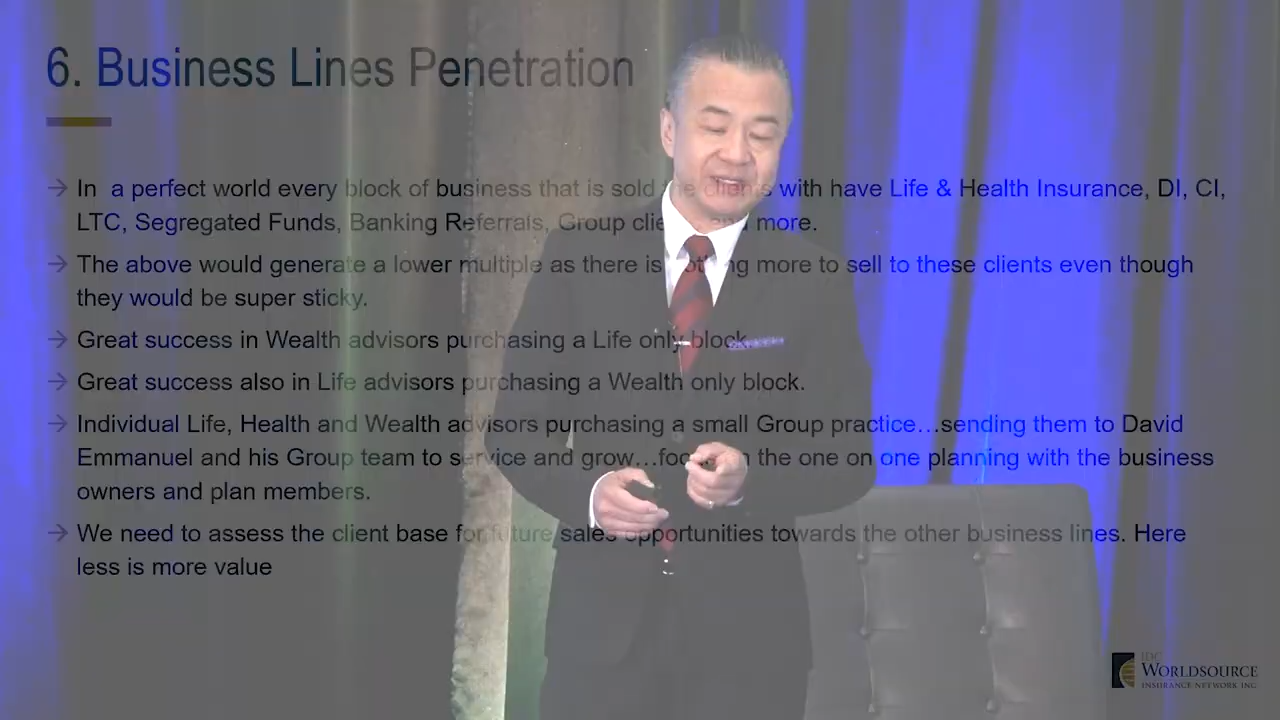 6. Business Lines Penetration
→ In a perfect world every block of business that is sold the clients with have Life & Health Insurance, DI, CI,
LTC, Segregated Funds, Banking Referrals, Group clients and more.
→ The above would generate a lower multiple as there is nothing more to sell to these clients even though
they would be super sticky.
→ Great success in Wealth advisors purchasing a Life only block.
→ Great success also in Life advisors purchasing a Wealth only block.
→ Individual Life, Health and Wealth advisors purchasing a small Group practice…sending them to David
Emmanuel and his Group team to service and grow…focus on the one on one planning with the business
owners and plan members.
→ We need to assess the client base for future sales opportunities towards the other business lines. Here
less is more value
IDC
WORLDSOURCE
INSURANCE NETWORK INC.